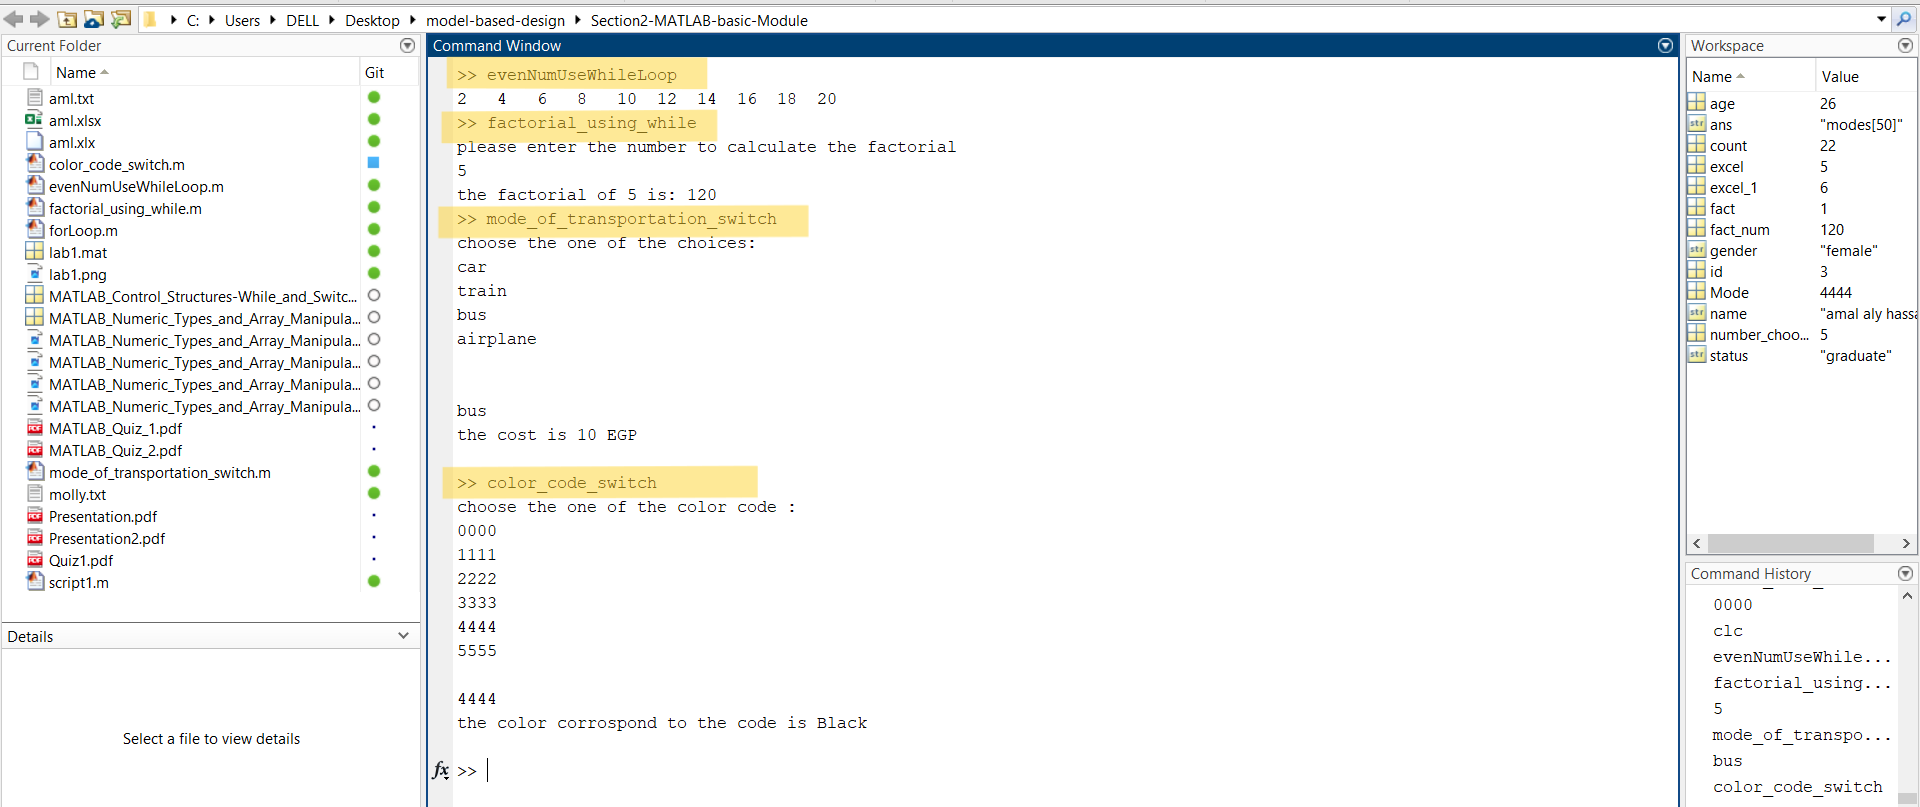 C: Users DELL Desktop model-based-design Section2-MATLAB-basic-Module
Current Folder
Name Git
aml.txt
aml.xlsx
aml.xlx
color_code_switch.m
evenNumUseWhileLoop.m
factorial_using_while.m
forLoop.m
lab1.mat
lab1.png
MATLAB_Control_Structures-While_and_Switc...
MATLAB_Numeric_Types_and_Array_Manipula...
MATLAB_Numeric_Types_and_Array_Manipula...
MATLAB_Numeric_Types_and_Array_Manipula...
MATLAB_Numeric_Types_and_Array_Manipula...
MATLAB_Numeric_Types_and_Array_Manipula...
MATLAB_Quiz_1.pdf
MATLAB_Quiz_2.pdf
mode_of_transportation_switch.m
molly.txt
Presentation.pdf
Presentation2.pdf
Quiz1.pdf
script1.m
Details
Select a file to view details
Command Window
>> evenNumUseWhileLoop
2 4 6 8 10 12 14 16 18 20
>> factorial_using_while
please enter the number to calculate the factorial
5
the factorial of 5 is: 120
>> mode_of_transportation_switch
choose the one of the choices:
car
train
bus
airplane
bus
the cost is 10 EGP
>> color_code_switch
choose the one of the color code :
0000
1111
2222
3333
4444
5555
4444
the color corrospond to the code is Black
fx >>
Workspace
Name Value
age 26
ans "modes[50]"
count 22
excel 5
excel_1 6
fact 1
fact_num 120
gender "female"
id 3
Mode 4444
name "amal aly hassa
number_choo... 5
status "graduate"
Command History
0000
clc
evenNumUseWhile...
factorial_using...
5
mode_of_transpo...
bus
color_code_switch